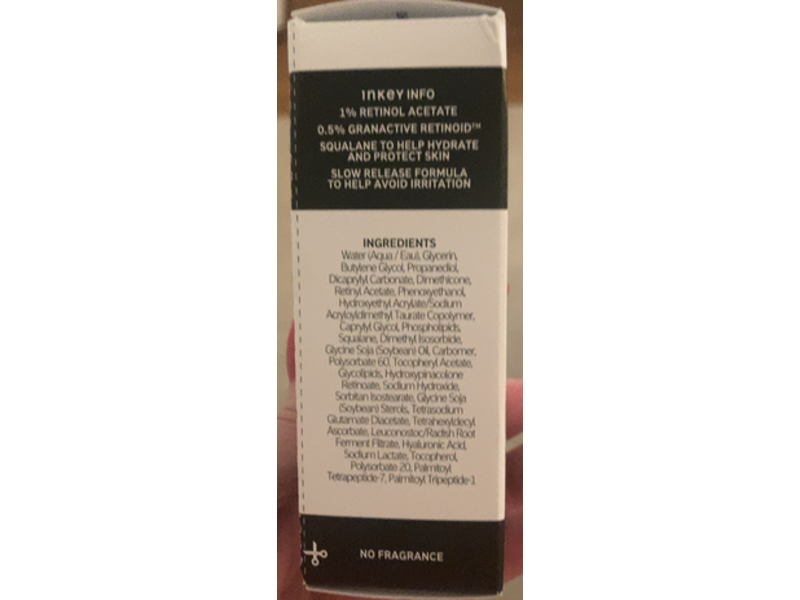 INKEY INFO
1% RETINOL ACETATE
0.5% GRANACTIVE RETINOID™
SQUALANE TO HELP HYDRATE
AND PROTECT SKIN
SLOW RELEASE FORMULA
TO HELP AVOID IRRITATION
INGREDIENTS
Water (Aqua / Eau), Glycerin,
Butylene Glycol, Propanediol,
Dicaprylyl Carbonate, Dimethicone,
Retinyl Acetate, Phenoxyethanol,
Hydroxyethyl Acrylate/Sodium
Acryloyldimethyl Taurate Copolymer,
Caprylyl Glycol, Phospholipids,
Squalane, Dimethyl Isosorbide,
Glycine Soja (Soybean) Oil, Carbomer,
Polysorbate 60, Tocopheryl Acetate,
Glycolipids, Hydroxypinacolone
Retinoate, Sodium Hydroxide,
Sorbitan Isostearate, Glycine Soja
(Soybean) Sterols, Tetrasodium
Glutamate Diacetate, Tetrahexyldecyl
Ascorbate, Leuconostoc/Radish Root
Ferment Filtrate, Hyaluronic Acid,
Sodium Lactate, Tocopherol,
Polysorbate 20, Palmitoyl
Tetrapeptide-7, Palmitoyl Tripeptide-1
NO FRAGRANCE